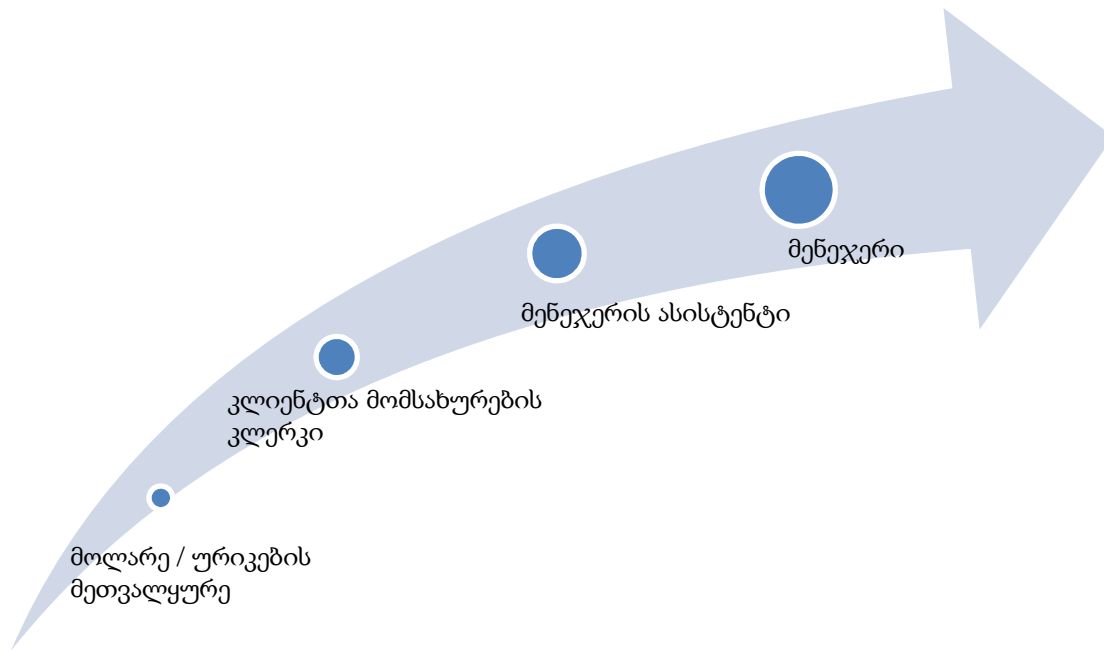 მენეჯერი
მენეჯერის ასისტენტი
კლიენტთა მომსახურების
კლერკი
მოლარე / ურიკების
მეთვალყურე